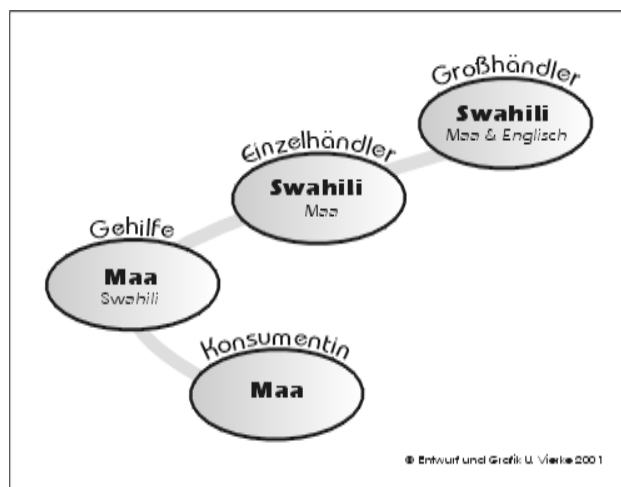 Großhändler
Swahili
Maa & Englisch
Einzelhändler
Swahili
Maa
Gehilfe
Maa
Swahili
Konsumentin
Maa
© Entwurf und Grafik U. Vierke 2001